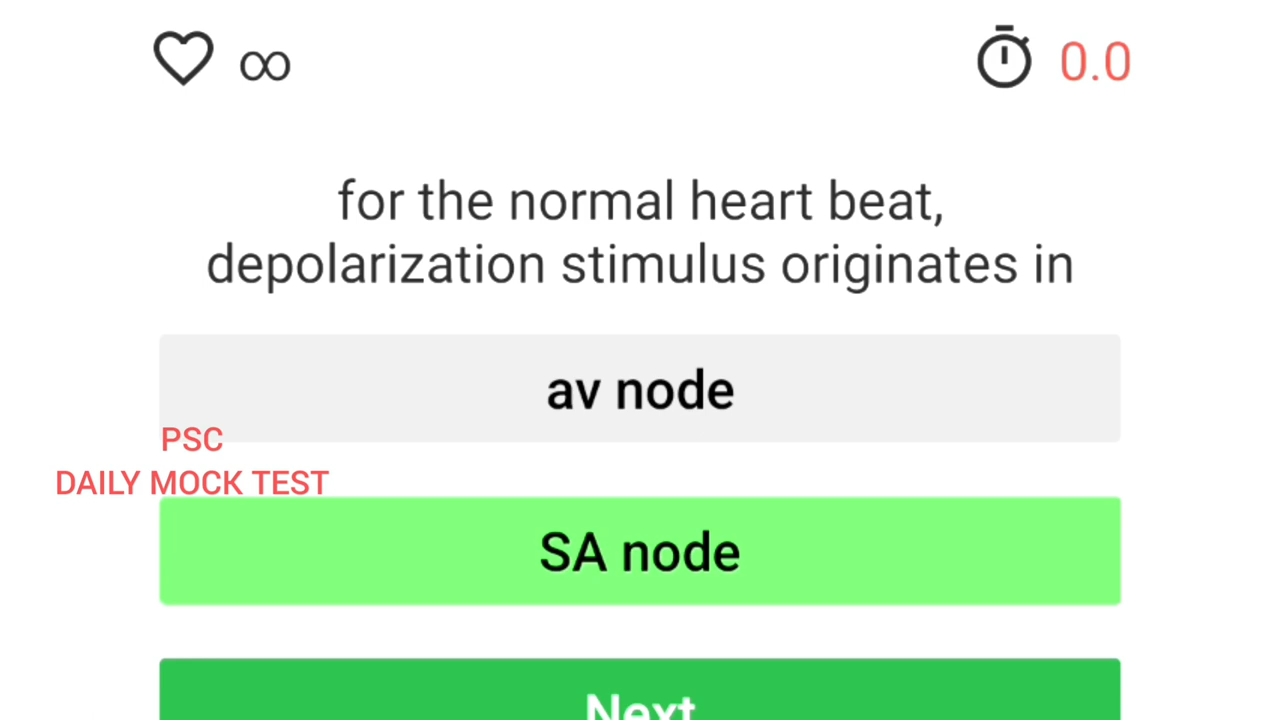 ∞
0.0
for the normal heart beat,
depolarization stimulus originates in
av node
PSC
DAILY MOCK TEST
SA node
Next